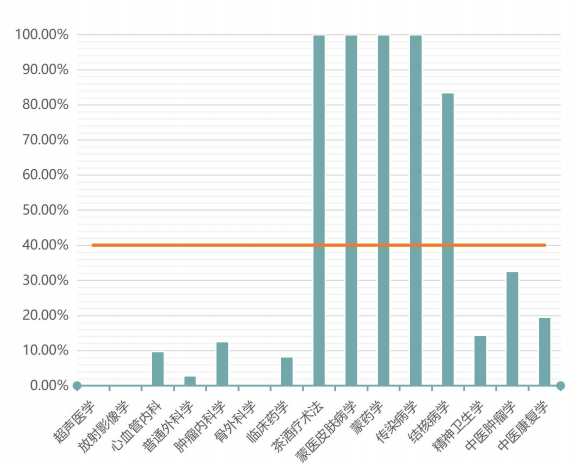 100.00%
90.00%
80.00%
70.00%
60.00%
50.00%
40.00%
30.00%
20.00%
10.00%
0.00%
超声医学
放射影像学
心血管内科
普通外科学
肿瘤内科学
骨外科学
临床药学
茶酒疗术法
蒙医皮肤病学
蒙药学
传染病学
结核病学
精神卫生学
中医肿瘤学
中医康复学